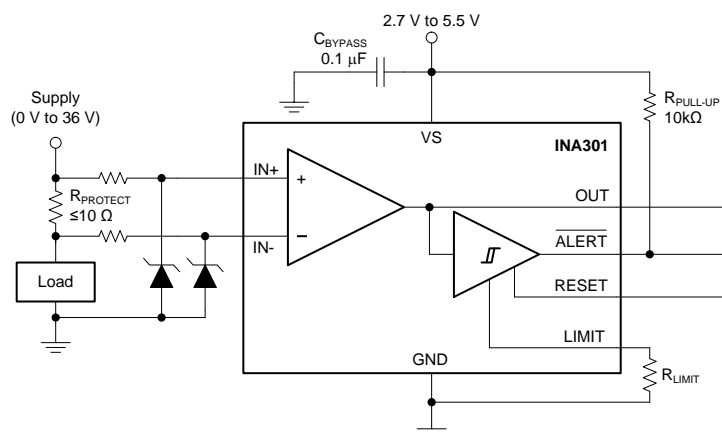 2.7 V to 5.5 V
CBYPASS
0.1 μF
Supply
(0 V to 36 V)
RPULL-UP
10kΩ
VS
INA301
IN+
+
RPROTECT
≤10 Ω
OUT
IN-
−
ALERT
Load
RESET
LIMIT
GND
RLIMIT